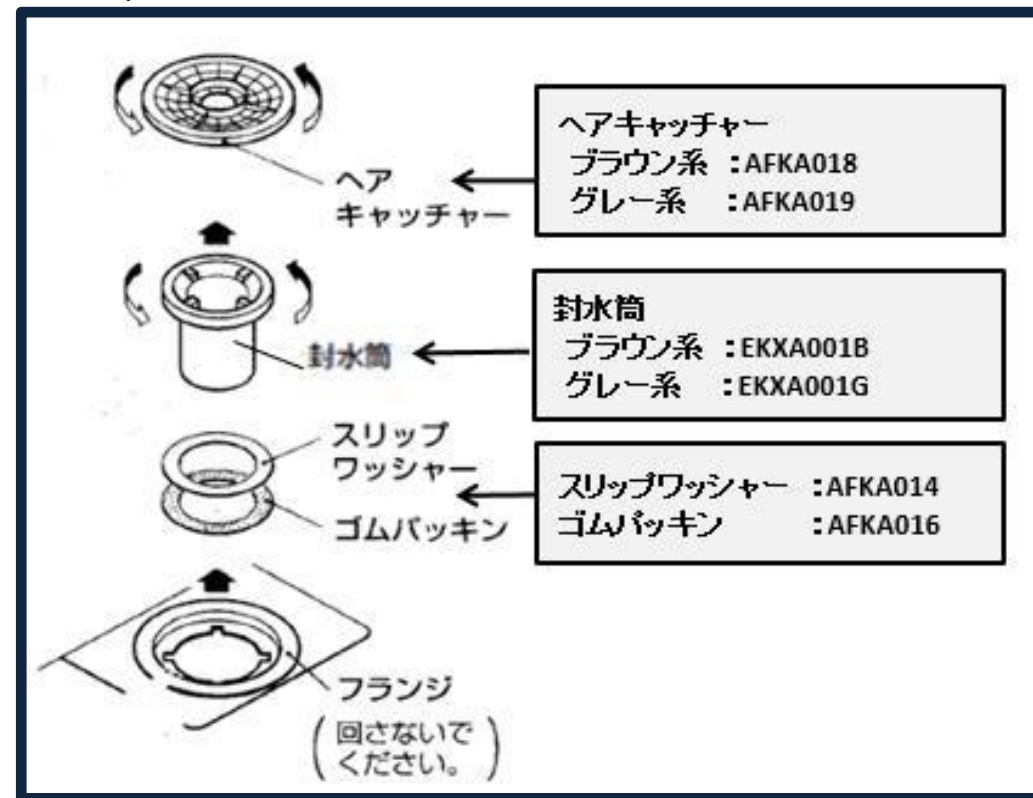 ヘア
キャッチャー
ヘアキャッチャー
ブラウン系 :AFKA018
グレー系 :AFKA019
封水筒
封水筒
ブラウン系 :EKXA001B
グレー系 :EKXA001G
スリップ
ワッシャー
ゴムパッキン
スリップワッシャー :AFKA014
ゴムパッキン :AFKA016
フランジ
(回さないで
ください。)